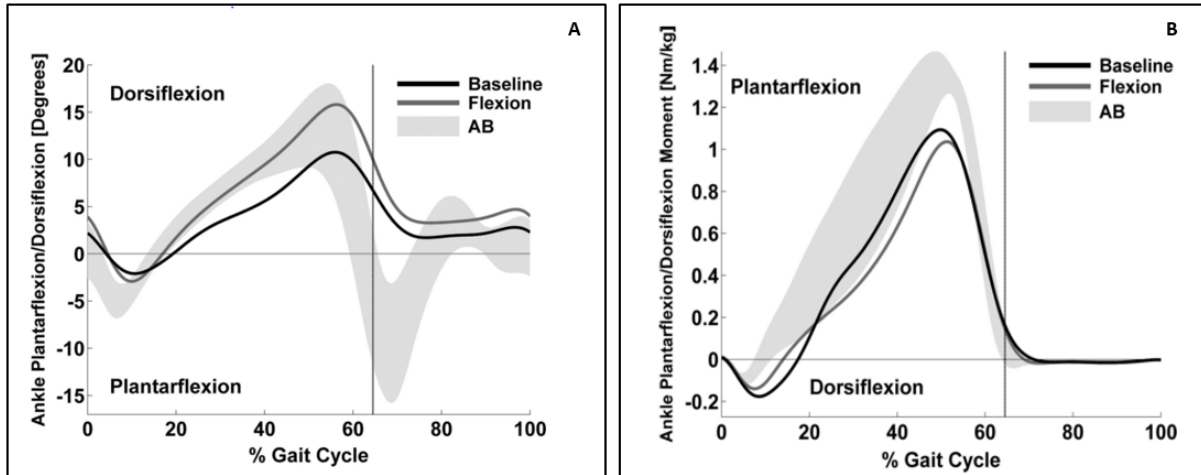 A
Ankle Plantarflexion/Dorsiflexion [Degrees]
20
15
10
5
0
-5
-10
-15
Dorsiflexion
Baseline
Flexion
AB
Plantarflexion
0
20
40
60
80
100
% Gait Cycle
B
Ankle Plantarflexion/Dorsiflexion Moment [Nm/kg]
1.4
1.2
1
0.8
0.6
0.4
0.2
0
-0.2
Plantarflexion
Baseline
Flexion
AB
Dorsiflexion
0
20
40
60
80
100
% Gait Cycle